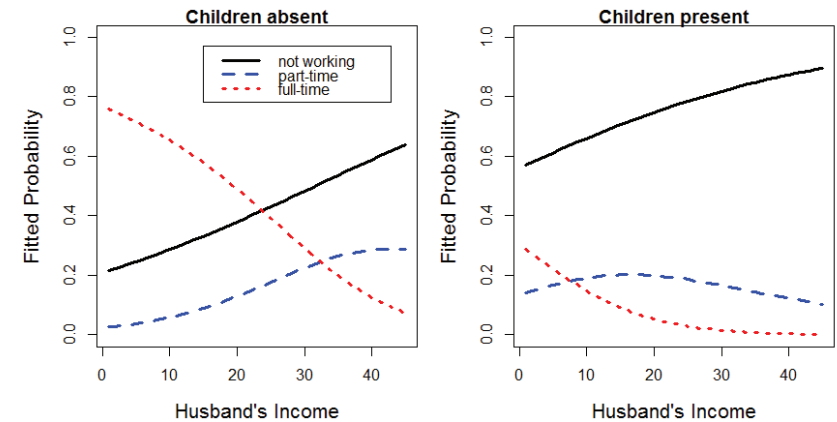 Children absent
Fitted Probability
0.0 0.2 0.4 0.6 0.8 1.0
not working
part-time
full-time
0 10 20 30 40
Husband's Income
Children present
Fitted Probability
0.0 0.2 0.4 0.6 0.8 1.0
0 10 20 30 40
Husband's Income